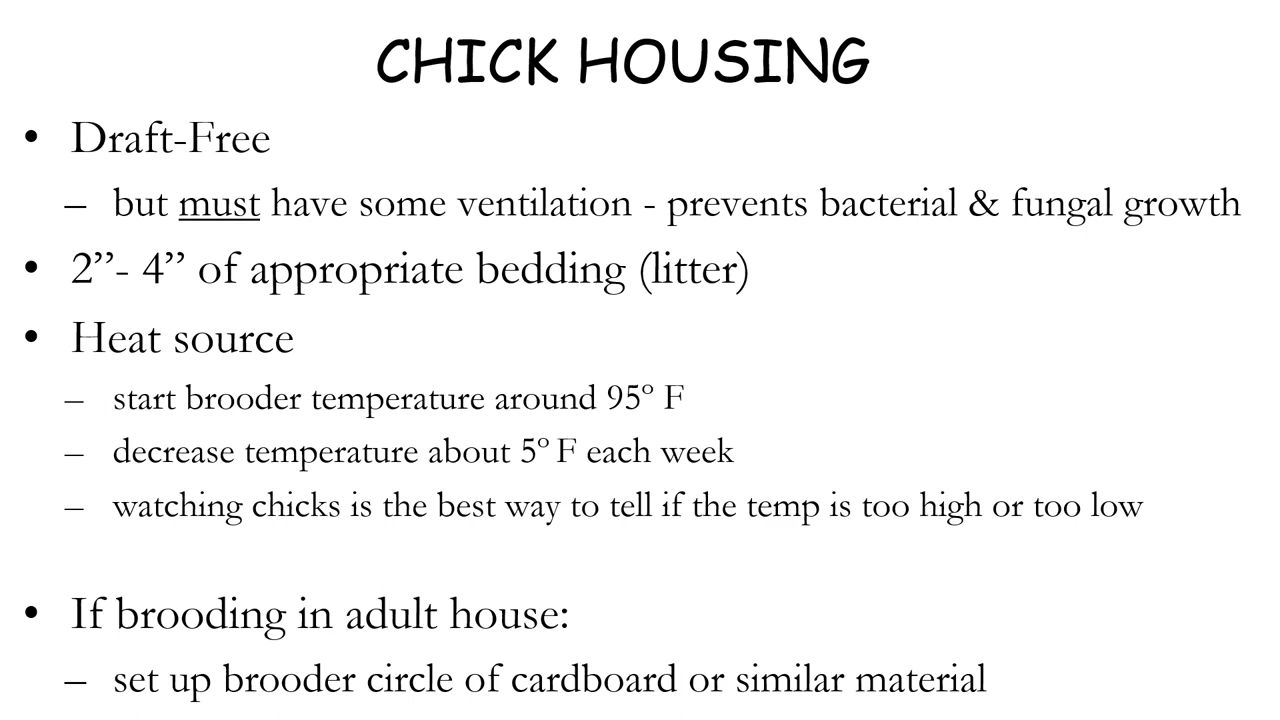 CHICK HOUSING
• Draft-Free
– but must have some ventilation - prevents bacterial & fungal growth
• 2”- 4” of appropriate bedding (litter)
• Heat source
– start brooder temperature around 95º F
– decrease temperature about 5º F each week
– watching chicks is the best way to tell if the temp is too high or too low
• If brooding in adult house:
– set up brooder circle of cardboard or similar material